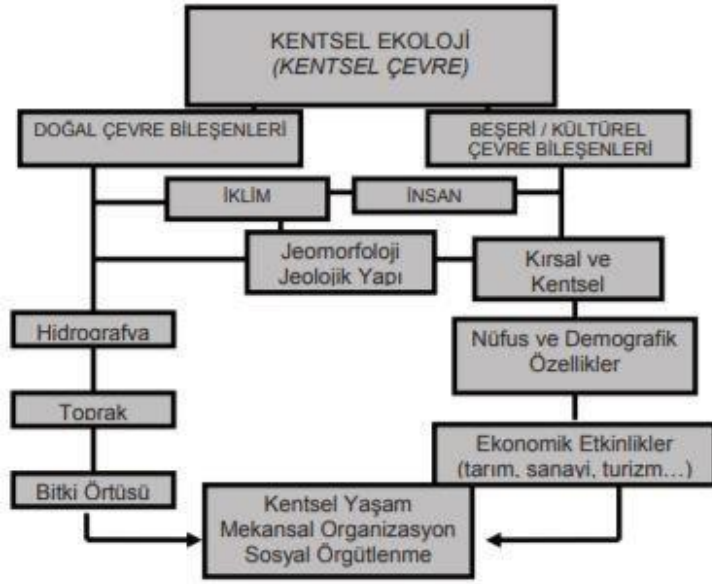 KENTSEL EKOLOJİ
(KENTSEL ÇEVRE)
DOĞAL ÇEVRE BİLEŞENLERİ
BEŞERİ / KÜLTÜREL
ÇEVRE BİLEŞENLERİ
İKLİM
İNSAN
Jeomorfoloji
Jeolojik Yapı
Kırsal ve
Kentsel
Hidrografya
Nüfus ve Demografik
Özellikler
Toprak
Ekonomik Etkinlikler
(tarım, sanayi, turizm...)
Bitki Örtüsü
Kentsel Yaşam
Mekansal Organizasyon
Sosyal Örgütlenme